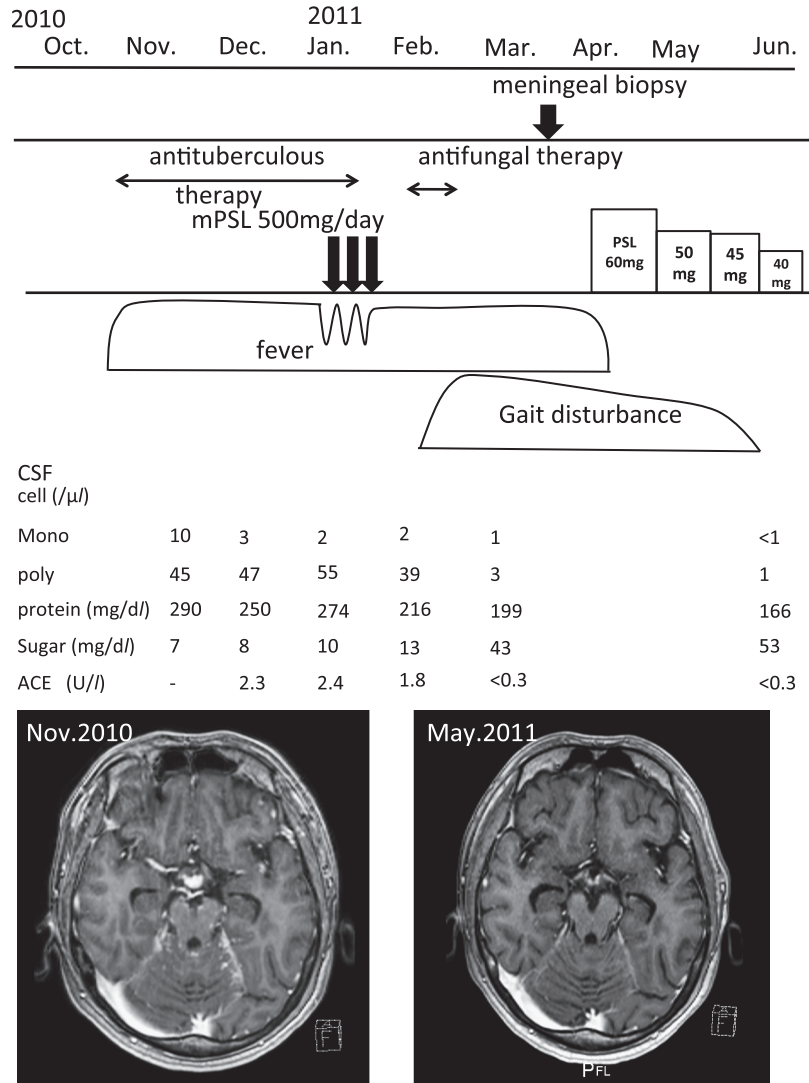 2010
2011
Oct. Nov. Dec. Jan. Feb. Mar. Apr. May Jun.
meningeal biopsy
antituberculous
therapy
antifungal therapy
mPSL 500mg/day
PSL
60mg
50
mg
45
mg
40
mg
fever
Gait disturbance
CSF
cell (/μl)
Mono 10 3 2 2 1 <1
poly 45 47 55 39 3 1
protein (mg/dl) 290 250 274 216 199 166
Sugar (mg/dl) 7 8 10 13 43 53
ACE (U/l) - 2.3 2.4 1.8 <0.3 <0.3
Nov.2010
May.2011
F
F
PFL